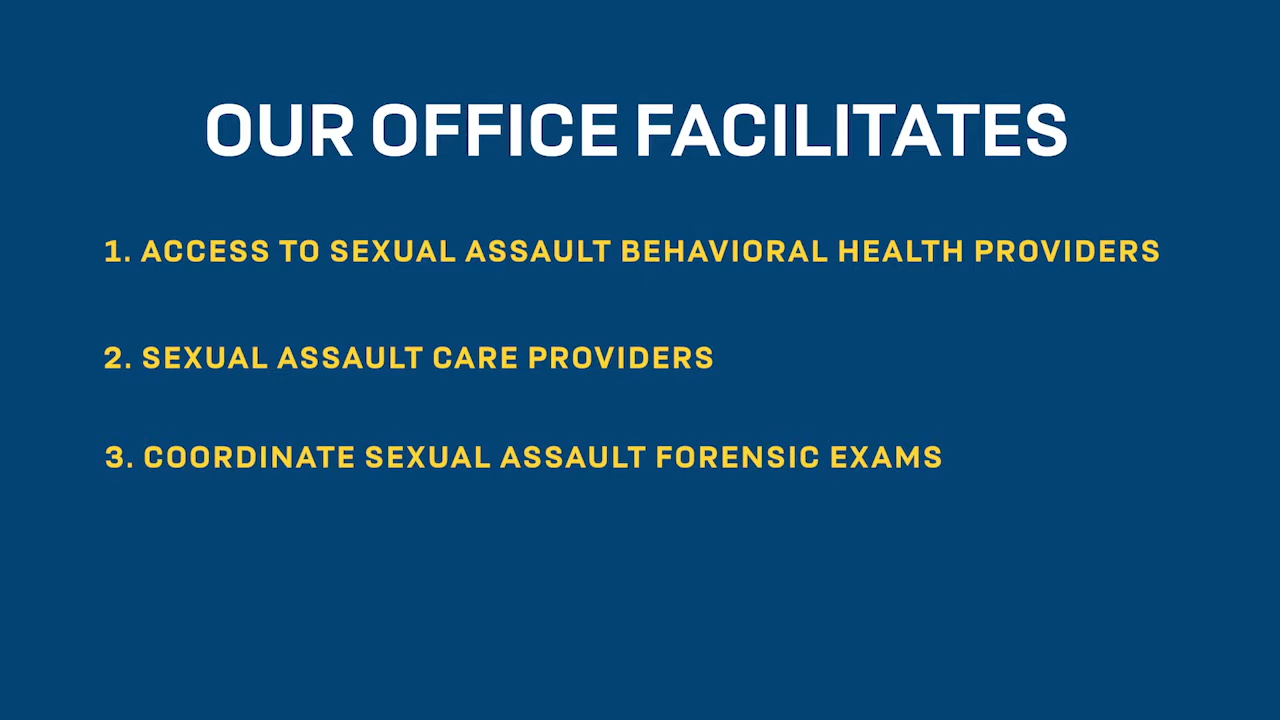 OUR OFFICE FACILITATES
1. ACCESS TO SEXUAL ASSAULT BEHAVIORAL HEALTH PROVIDERS
2. SEXUAL ASSAULT CARE PROVIDERS
3. COORDINATE SEXUAL ASSAULT FORENSIC EXAMS